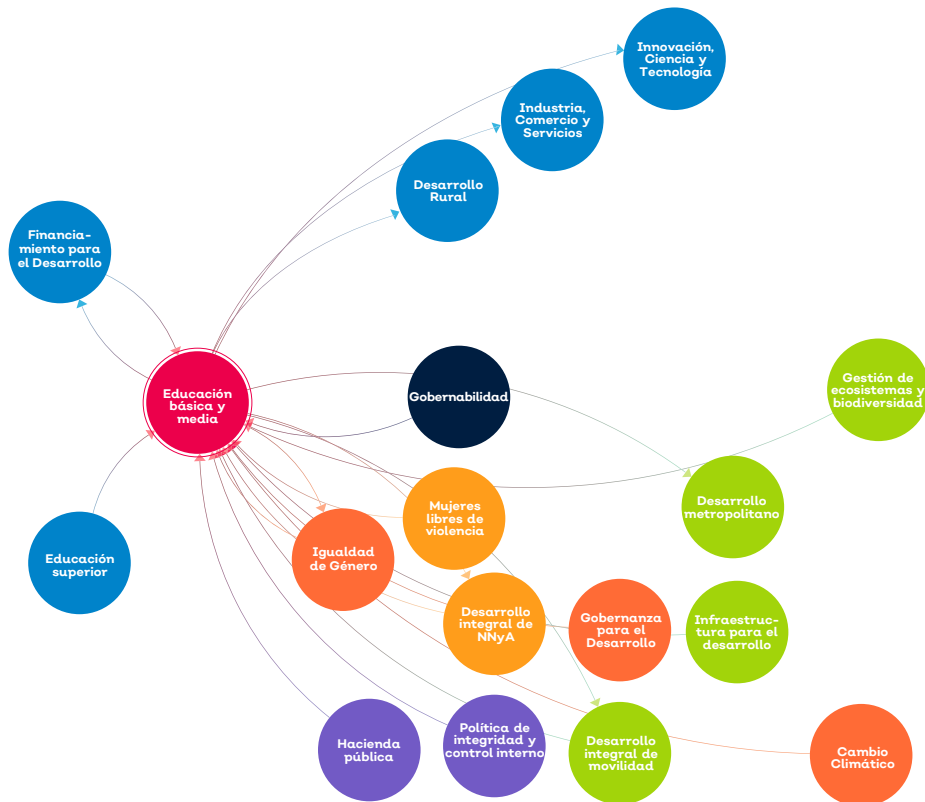 Innovación,
Ciencia y
Tecnología
Industria,
Comercio y
Servicios
Desarrollo
Rural
Financia-
miento para
el Desarrollo
Educación
básica y
media
Gobernabilidad
Gestión de
ecosistemas y
biodiversidad
Mujeres
libres de
violencia
Desarrollo
metropolitano
Educación
superior
Igualdad
de Género
Desarrollo
integral de
NNyA
Gobernanza
para el
Desarrollo
Infraestruc-
tura para el
desarrollo
Hacienda
pública
Política de
integridad y
control interno
Desarrollo
integral de
movilidad
Cambio
Climático